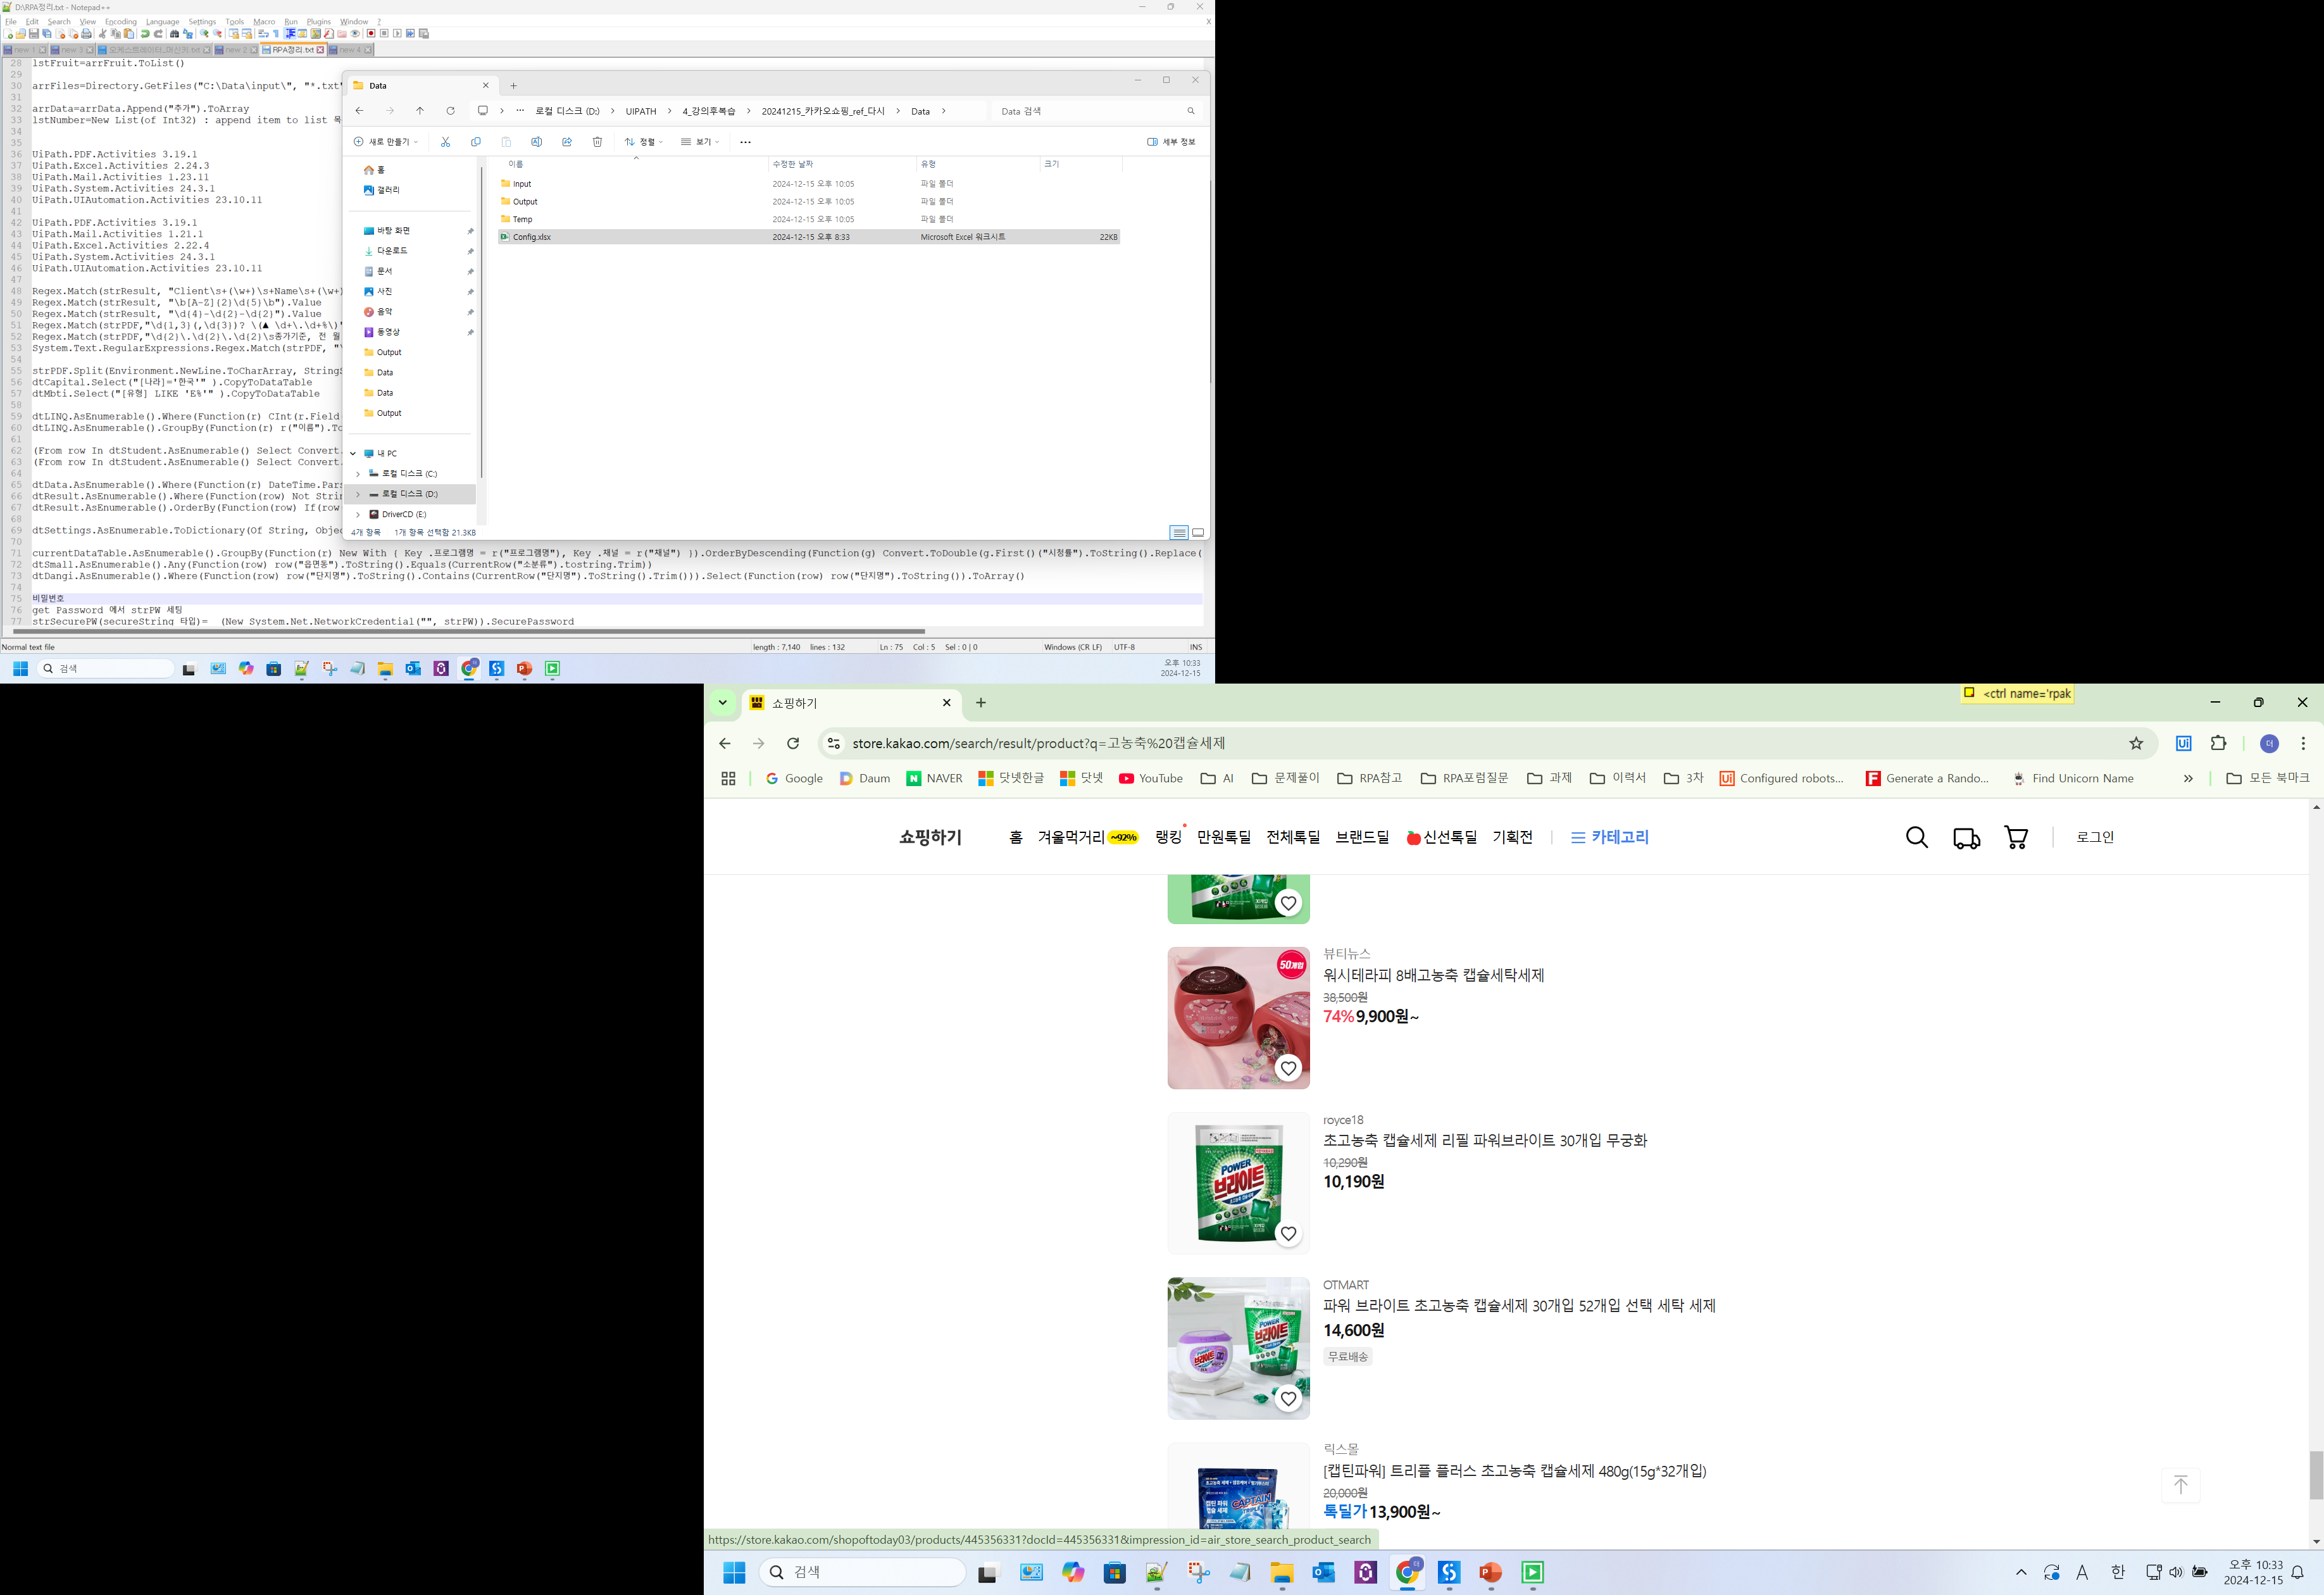 D:\RPA정리.txt - Notepad++
File Edit Search View Encoding Language Settings Tools Macro Run Plugins Window ?
new 1 new 3 오케스트레이터_머신키.txt new 2 RPA정리.txt new 4
28 lstFruit=arrFruit.ToList()
29
30 arrFiles=Directory.GetFiles("C:\Data\input\", "*.txt"
31
32 arrData=arrData.Append("추가").ToArray
33 lstNumber=New List(of Int32) : append item to list
34
35
36 UiPath.PDF.Activities 3.19.1
37 UiPath.Excel.Activities 2.24.3
38 UiPath.Mail.Activities 1.23.11
39 UiPath.System.Activities 24.3.1
40 UiPath.UIAutomation.Activities 23.10.11
41
42 UiPath.PDF.Activities 3.19.1
43 UiPath.Mail.Activities 1.21.1
44 UiPath.Excel.Activities 2.22.4
45 UiPath.System.Activities 24.3.1
46 UiPath.UIAutomation.Activities 23.10.11
47
48 Regex.Match(strResult, "Client\s+(\w+)\s+Name\s+(\w+)
49 Regex.Match(strResult, "\b[A-Z]{2}\d{5}\b").Value
50 Regex.Match(strResult, "\d{4}-\d{2}-\d{2}").Value
51 Regex.Match(strPDF,"\d{1,3}(,\d{3})? \(▲ \d+\.\d+%\)"
52 Regex.Match(strPDF,"\d{2}\.\d{2}\.\d{2}\s종가기준, 전 월
53 System.Text.RegularExpressions.Regex.Match(strPDF, "\
54
55 strPDF.Split(Environment.NewLine.ToCharArray, StringS
56 dtCapital.Select("[나라]='한국'" ).CopyToDataTable
57 dtMbti.Select("[유형] LIKE 'E%'" ).CopyToDataTable
58
59 dtLINQ.AsEnumerable().Where(Function(r) CInt(r.Field
60 dtLINQ.AsEnumerable().GroupBy(Function(r) r("이름").To
61
62 (From row In dtStudent.AsEnumerable() Select Convert.
63 (From row In dtStudent.AsEnumerable() Select Convert.
64
65 dtData.AsEnumerable().Where(Function(r) DateTime.Pars
66 dtResult.AsEnumerable().Where(Function(row) Not Strin
67 dtResult.AsEnumerable().OrderBy(Function(row) If(row
68
69 dtSettings.AsEnumerable.ToDictionary(Of String, Objec
70
71 currentDataTable.AsEnumerable().GroupBy(Function(r) New With { Key .프로그램명 = r("프로그램명"), Key .채널 = r("채널") }).OrderByDescending(Function(g) Convert.ToDouble(g.First()("시청률").ToString().Replace(
72 dtSmall.AsEnumerable().Any(Function(row) row("읍면동").ToString().Equals(CurrentRow("소분류").tostring.Trim))
73 dtDangi.AsEnumerable().Where(Function(row) row("단지명").ToString().Contains(CurrentRow("단지명").ToString().Trim())).Select(Function(row) row("단지명").ToString()).ToArray()
74
75 비밀번호
76 get Password 에서 strPW 세팅
77 strSecurePW(secureString 타입)= (New System.Net.NetworkCredential("", strPW)).SecurePassword
Normal text file length : 7,140 lines : 132 Ln : 75 Col : 5 Sel : 0 | 0 Windows (CR LF) UTF-8 INS
검색
오후 10:33
2024-12-15
Data
로컬 디스크 (D:) UIPATH 4_강의후복습 20241215_카카오쇼핑_ref_다시 Data
Data 검색
새로 만들기 정렬 보기 세부 정보
이름 수정한 날짜 유형 크기
Input 2024-12-15 오후 10:05 파일 폴더
Output 2024-12-15 오후 10:05 파일 폴더
Temp 2024-12-15 오후 10:05 파일 폴더
Config.xlsx 2024-12-15 오후 8:33 Microsoft Excel 워크시트 22KB
홈
갤러리
바탕 화면
다운로드
문서
사진
음악
동영상
Output
Data
Data
Output
내 PC
로컬 디스크 (C:)
로컬 디스크 (D:)
DriverCD (E:)
4개 항목 1개 항목 선택함 21.3KB
쇼핑하기
<ctrl name='rpak
store.kakao.com/search/result/product?q=고농축%20캡슐세제
Google Daum NAVER 닷넷한글 닷넷 YouTube AI 문제풀이 RPA참고 RPA포럼질문 과제 이력서 3차 Configured robots... Generate a Rando... Find Unicorn Name » 모든 북마크
쇼핑하기 홈 겨울먹거리 ~92% 랭킹 만원톡딜 전체톡딜 브랜드딜 신선톡딜 기획전 카테고리 로그인
50개입
뷰티뉴스
워시테라피 8배고농축 캡슐세탁세제
38,500원
74% 9,900원~
royce18
초고농축 캡슐세제 리필 파워브라이트 30개입 무궁화
10,290원
10,190원
POWER
브라이트
OTMART
파워 브라이트 초고농축 캡슐세제 30개입 52개입 선택 세탁 세제
14,600원
무료배송
POWER
브라이트
릭스몰
[캡틴파워] 트리플 플러스 초고농축 캡슐세제 480g(15g*32개입)
20,000원
톡딜가 13,900원~
CAPTAIN
https://store.kakao.com/shopoftoday03/products/445356331?docId=445356331&impression_id=air_store_search_product_search
검색
A 한
오후 10:33
2024-12-15